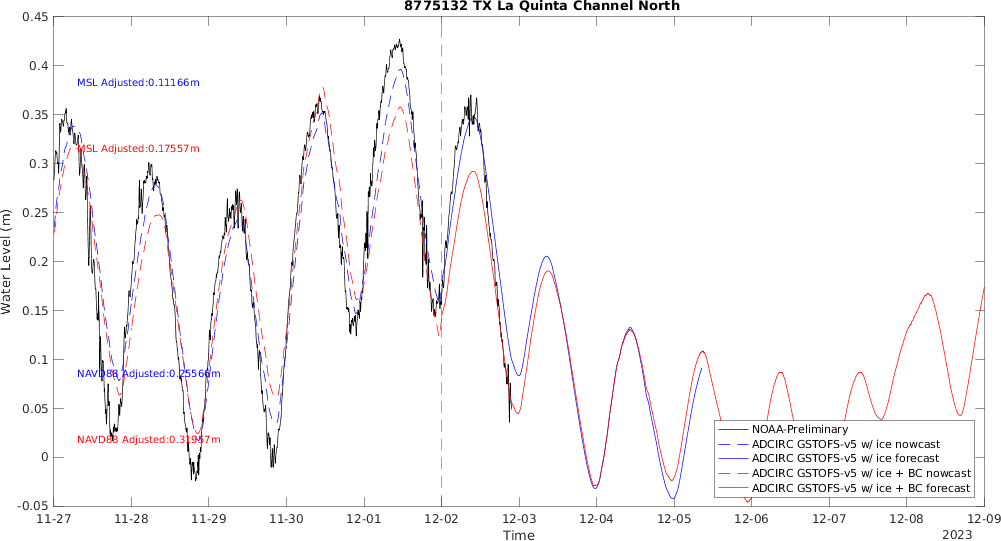 8775132 TX La Quinta Channel North
0.45
0.4
0.35
0.3
0.25
0.2
0.15
0.1
0.05
0
-0.05
Water Level (m)
MSL Adjusted:0.11166m
MSL Adjusted:0.17557m
NAVD88 Adjusted:0.25566m
NAVD88 Adjusted:0.31957m
NOAA-Preliminary
ADCIRC GSTOFS-v5 w/ ice nowcast
ADCIRC GSTOFS-v5 w/ ice forecast
ADCIRC GSTOFS-v5 w/ ice + BC nowcast
ADCIRC GSTOFS-v5 w/ ice + BC forecast
11-27 11-28 11-29 11-30 12-01 12-02 12-03 12-04 12-05 12-06 12-07 12-08 12-09
Time
2023